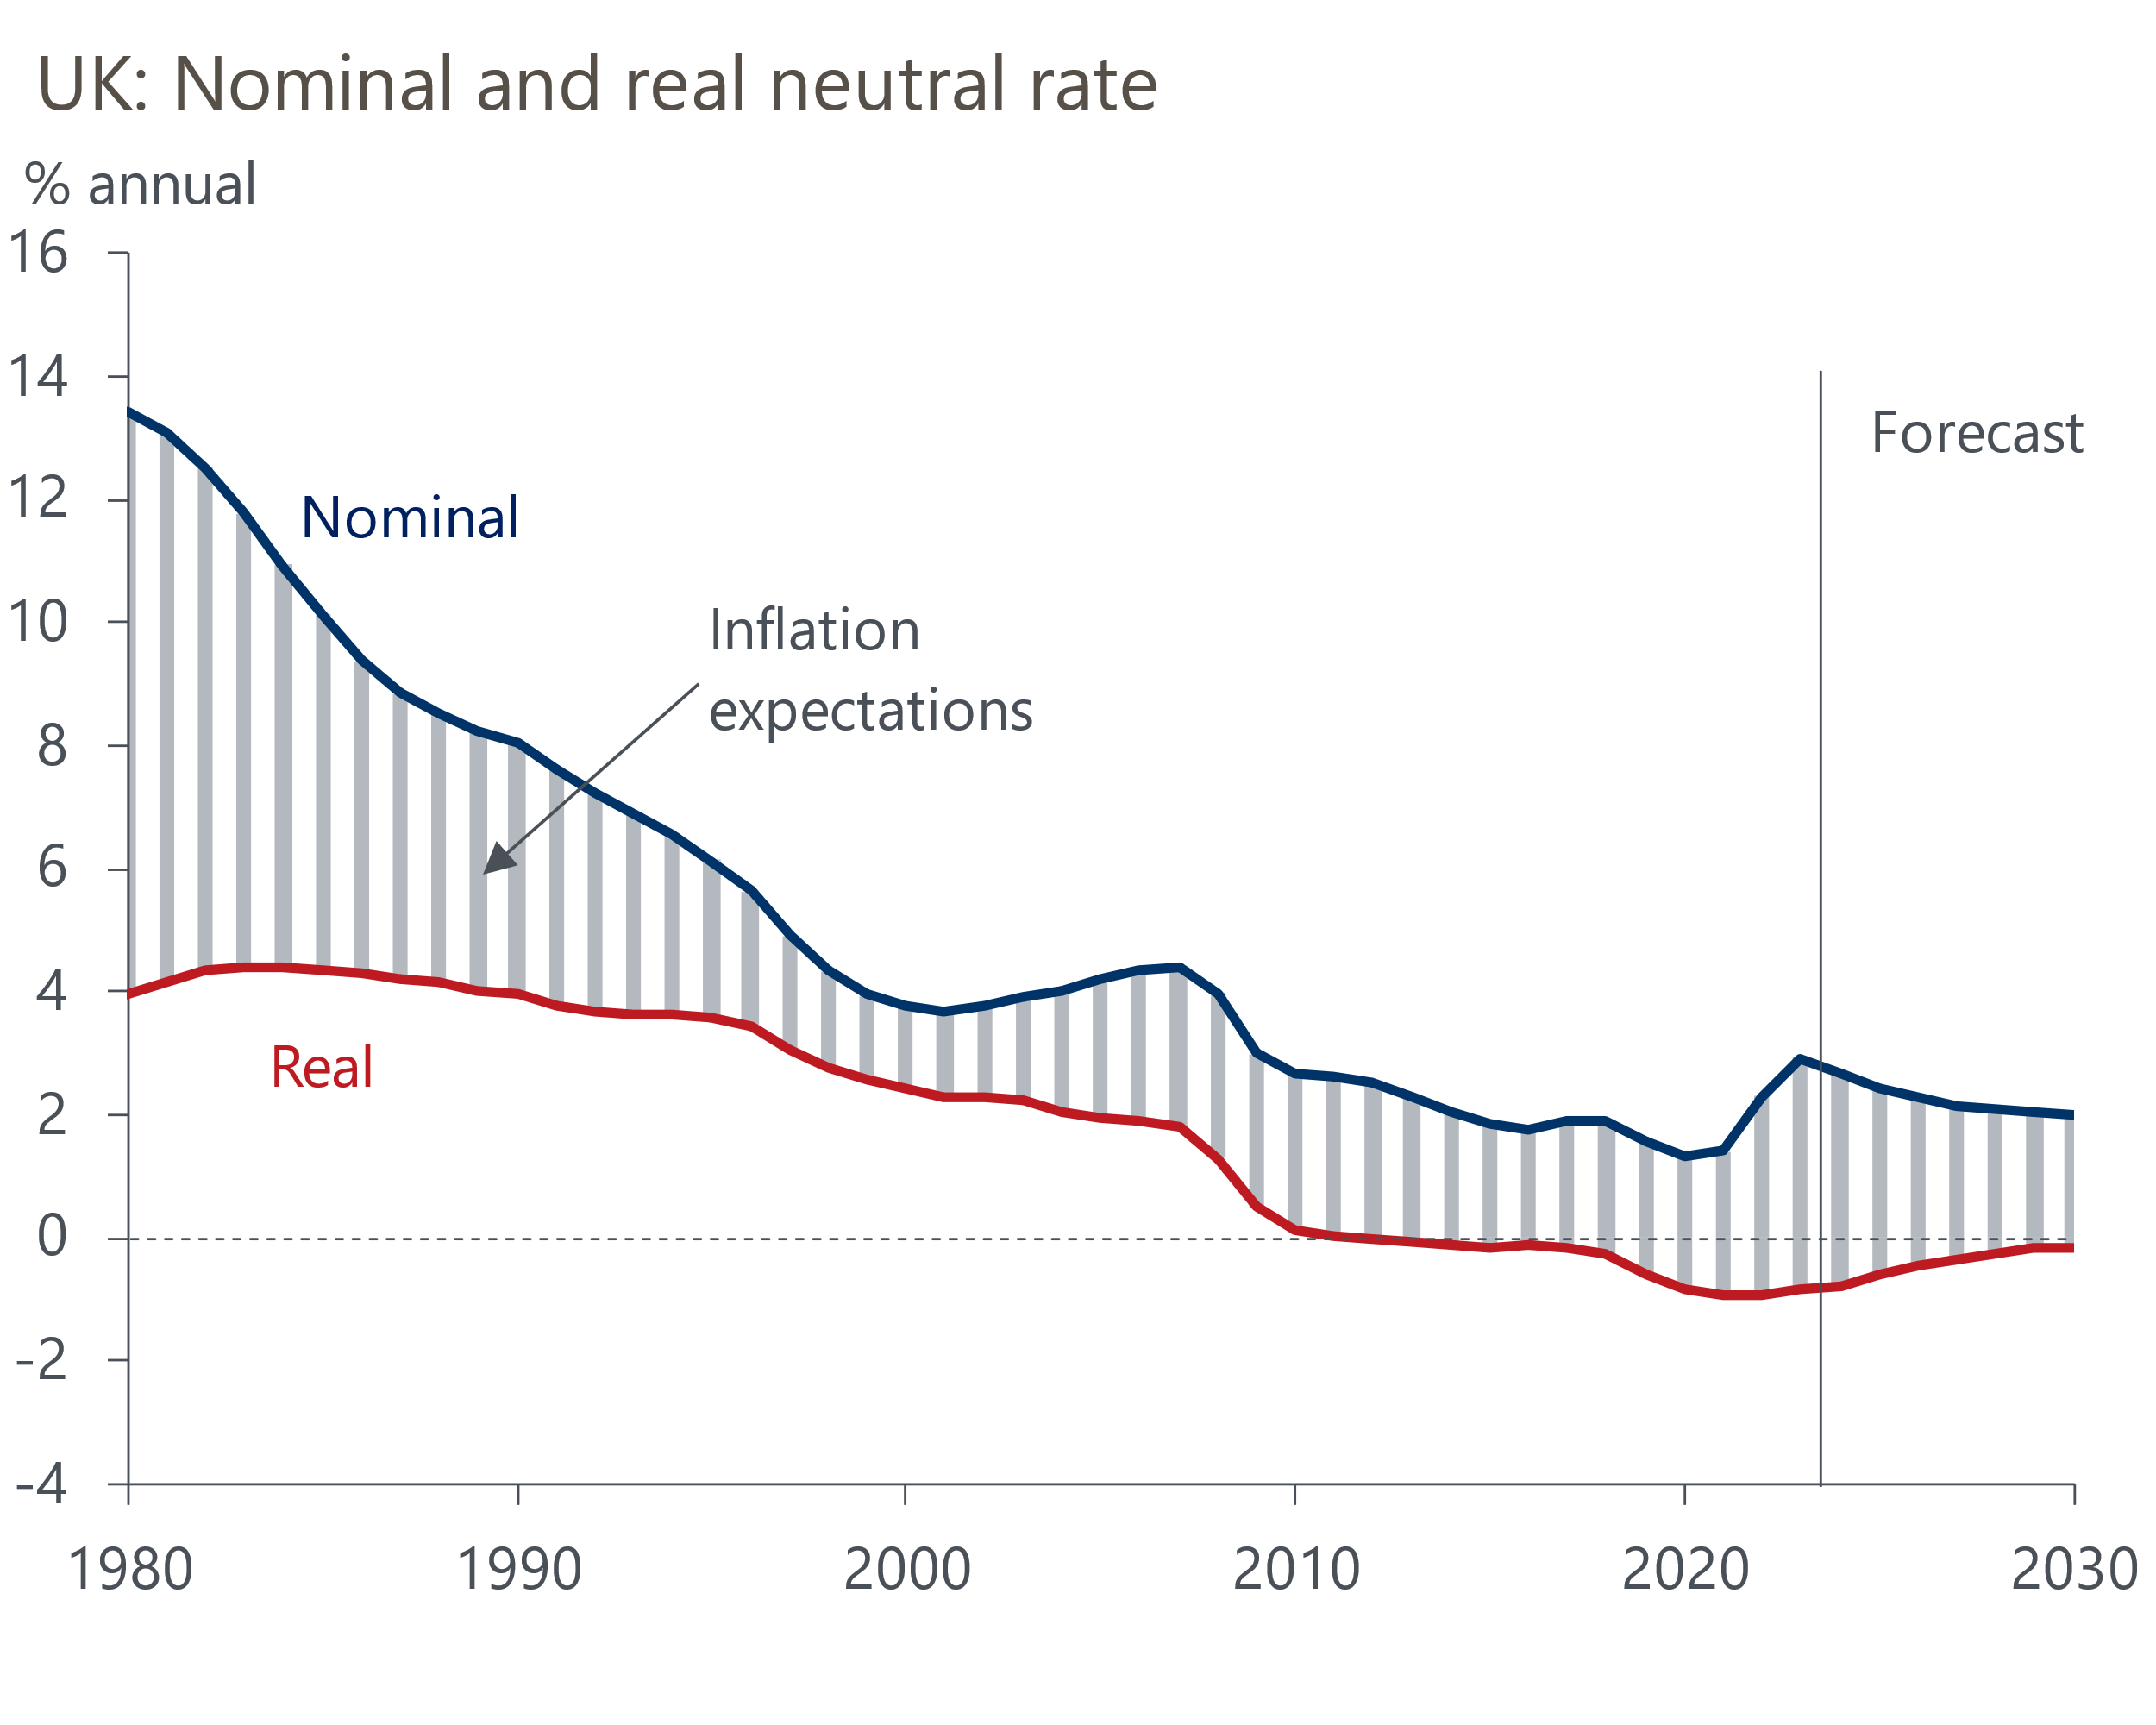 UK: Nominal and real neutral rate
% annual
16
14
Forecast
12
Nominal
10
Inflation
expectations
8
6
4
Real
2
0
-2
-4
1980 1990 2000 2010 2020 2030